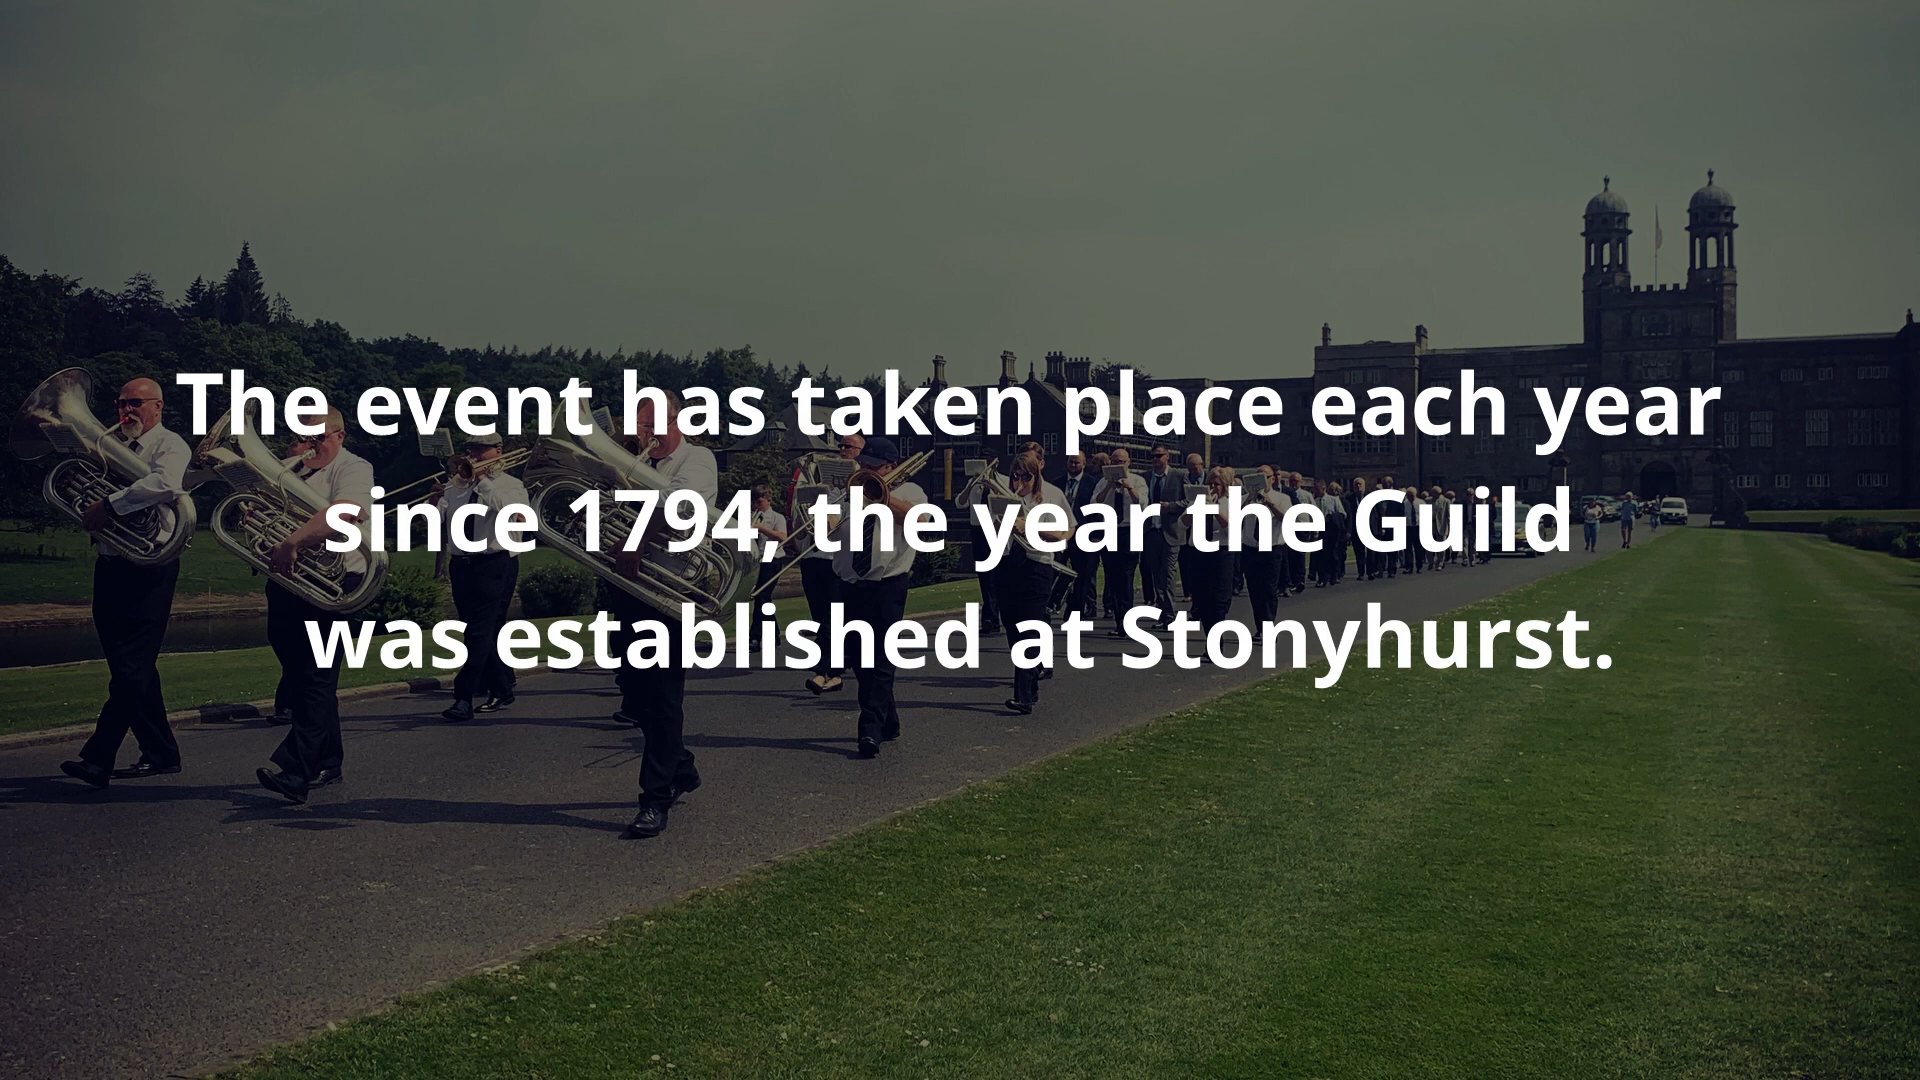 The event has taken place each year
since 1794, the year the Guild
was established at Stonyhurst.